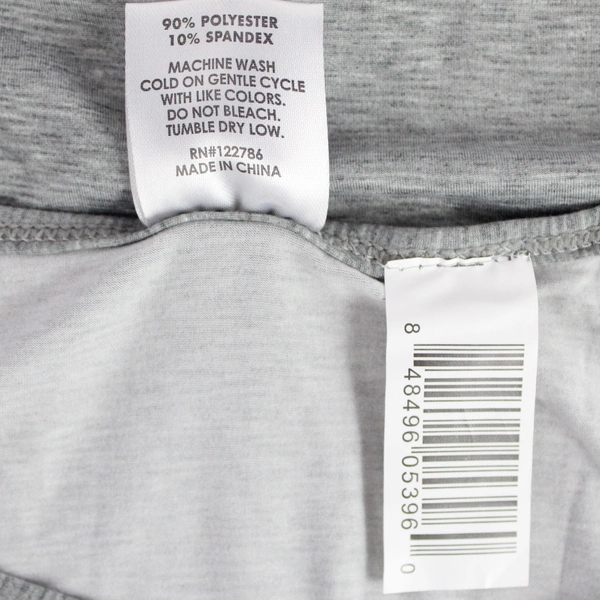 90% POLYESTER
10% SPANDEX
MACHINE WASH
COLD ON GENTLE CYCLE
WITH LIKE COLORS.
DO NOT BLEACH.
TUMBLE DRY LOW.
RN#122786
MADE IN CHINA
8 48496 05396 0